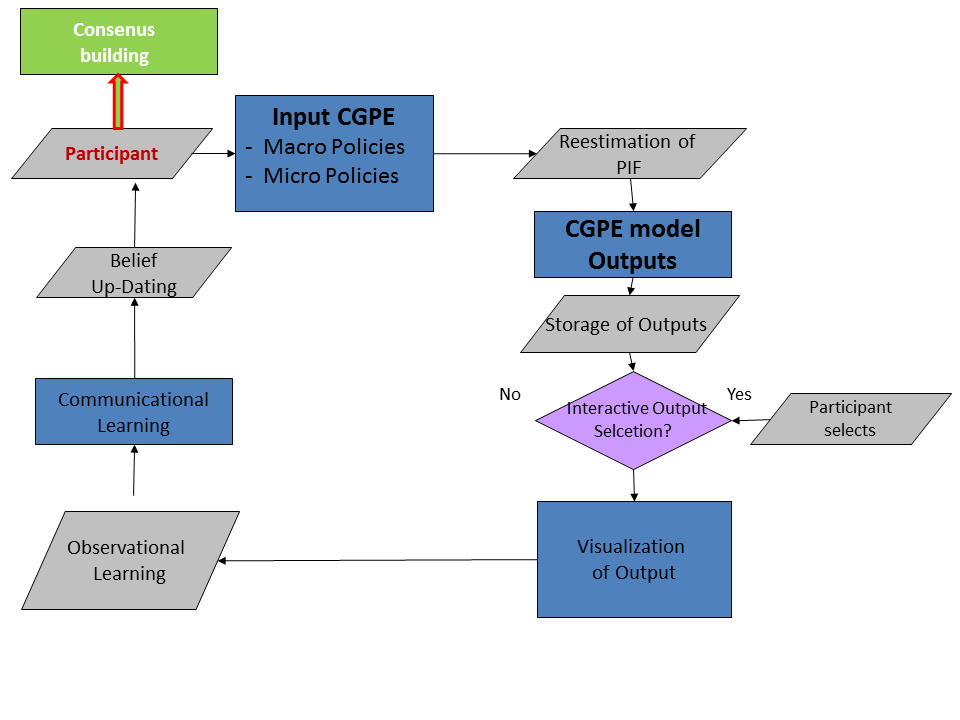 Consenus
building
Participant
Input CGPE
- Macro Policies
- Micro Policies
Reestimation of
PIF
CGPE model
Outputs
Belief
Up-Dating
Storage of Outputs
Communicational
Learning
No
Yes
Interactive Output
Selcetion?
Participant
selects
Observational
Learning
Visualization
of Output